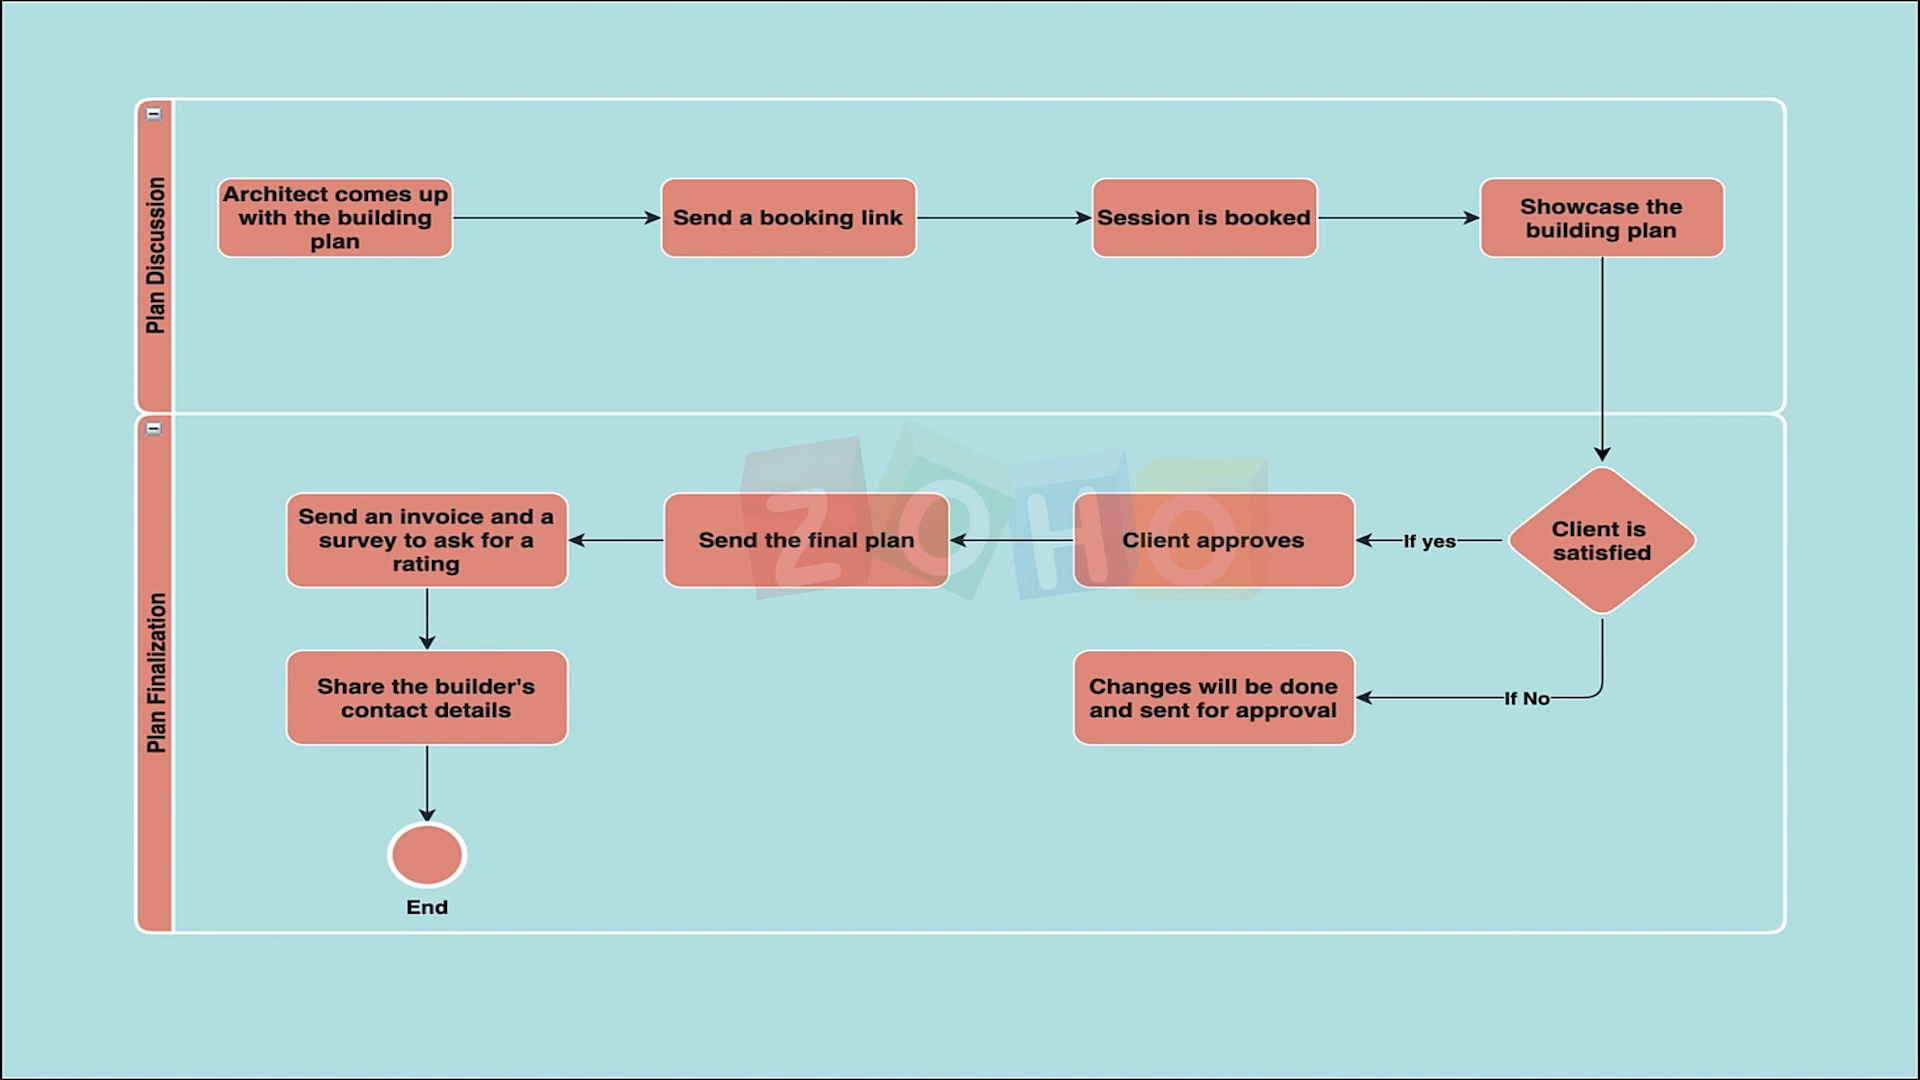 Plan Discussion
Architect comes up
with the building
plan
Send a booking link
Session is booked
Showcase the
building plan
Plan Finalization
Client is
satisfied
If yes
Client approves
Send the final plan
Send an invoice and a
survey to ask for a
rating
If No
Changes will be done
and sent for approval
Share the builder's
contact details
End
ZOHO